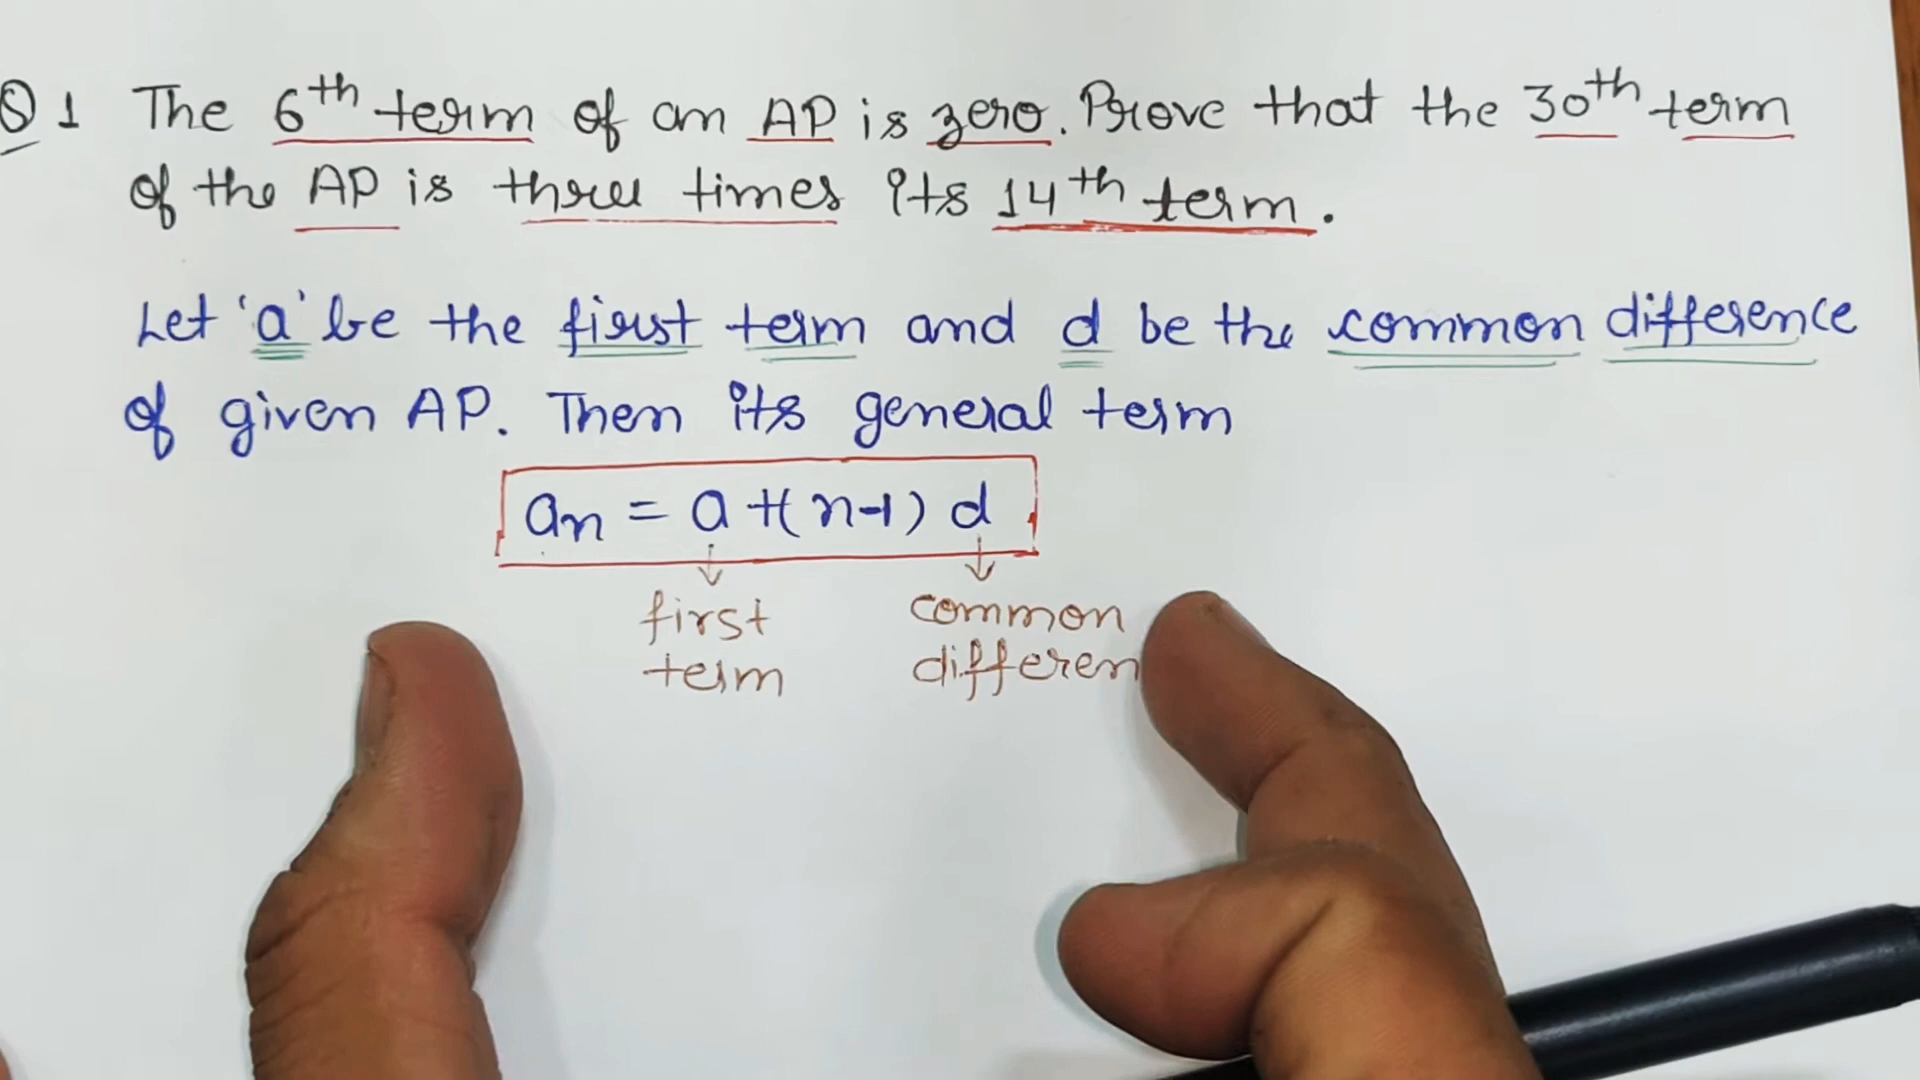 Q 1 The 6th term of an AP is zero. Prove that the 30th term
of the AP is three times its 14th term.
Let 'a' be the first term and d be the common difference
of given AP. Then its general term
an = a+(n-1) d
first term
common differen